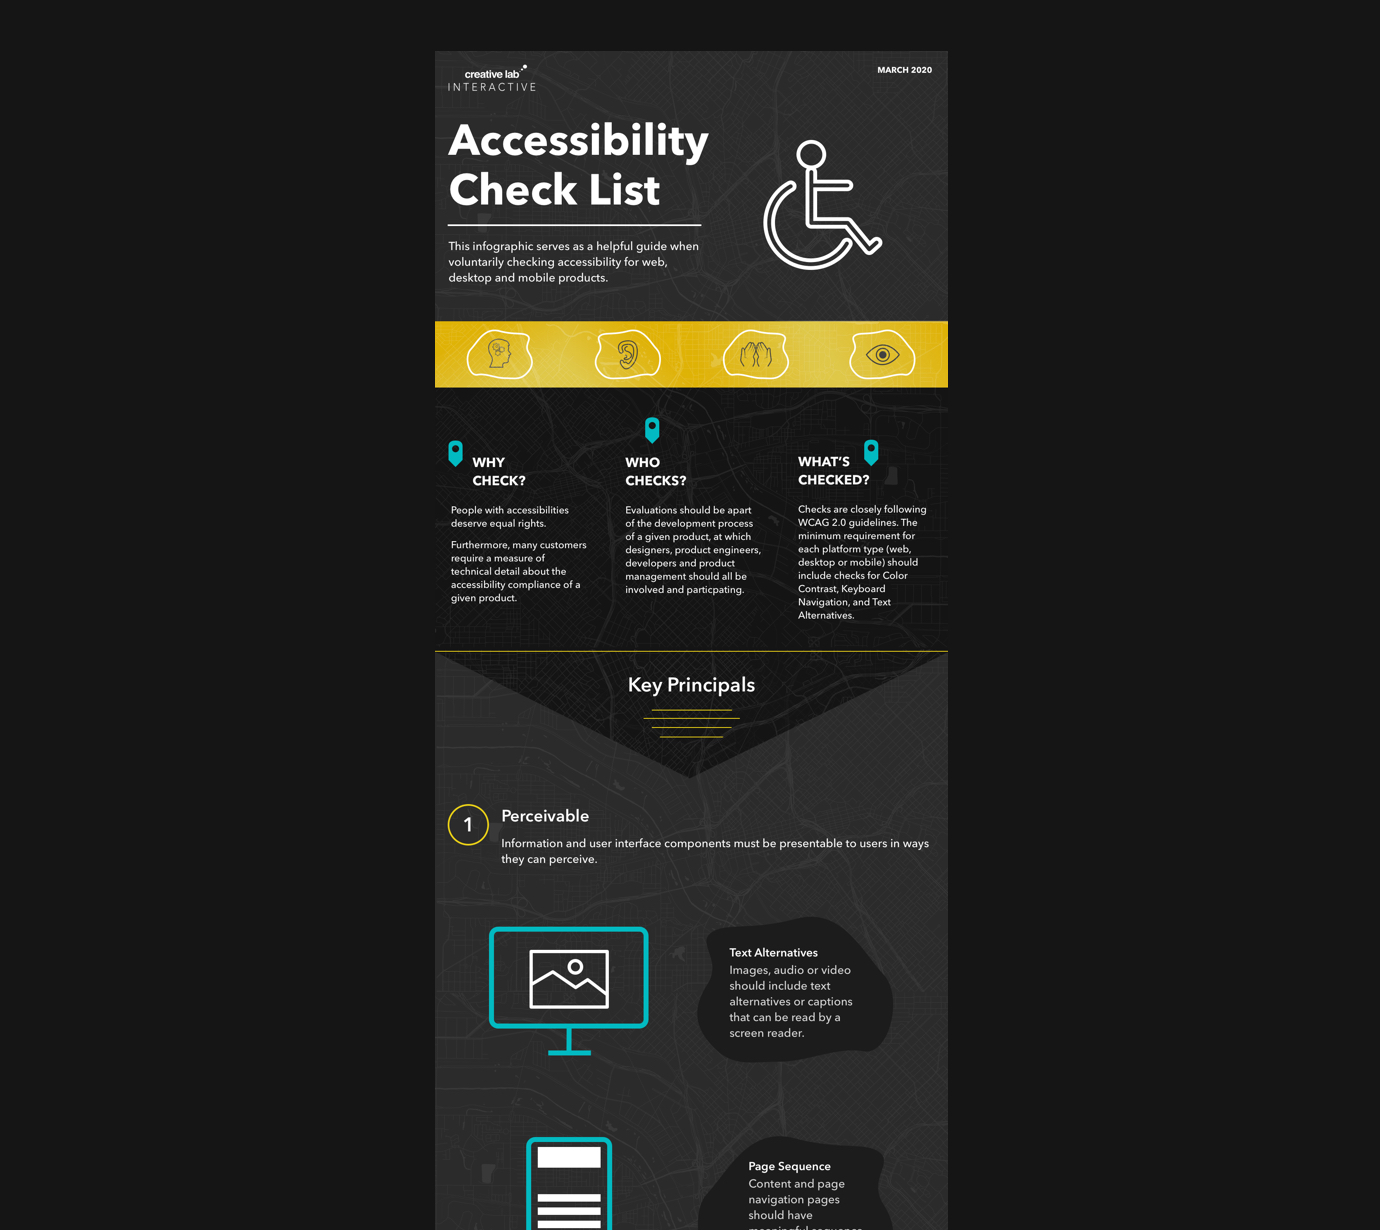 creative lab
INTERACTIVE
MARCH 2020
Accessibility
Check List
This infographic serves as a helpful guide when
voluntarily checking accessibility for web,
desktop and mobile products.
WHY
CHECK?
People with accessibilities
deserve equal rights.
Furthermore, many customers
require a measure of
technical detail about the
accessibility compliance of a
given product.
WHO
CHECKS?
Evaluations should be apart
of the development process
of a given product, at which
designers, product engineers,
developers and product
management should all be
involved and particpating.
WHAT'S
CHECKED?
Checks are closely following
WCAG 2.0 guidelines. The
minimum requirement for
each platform type (web,
desktop or mobile) should
include checks for Color
Contrast, Keyboard
Navigation, and Text
Alternatives.
Key Principals
1
Perceivable
Information and user interface components must be presentable to users in ways
they can perceive.
Text Alternatives
Images, audio or video
should include text
alternatives or captions
that can be read by a
screen reader.
Page Sequence
Content and page
navigation pages
should have
meaningful sequence